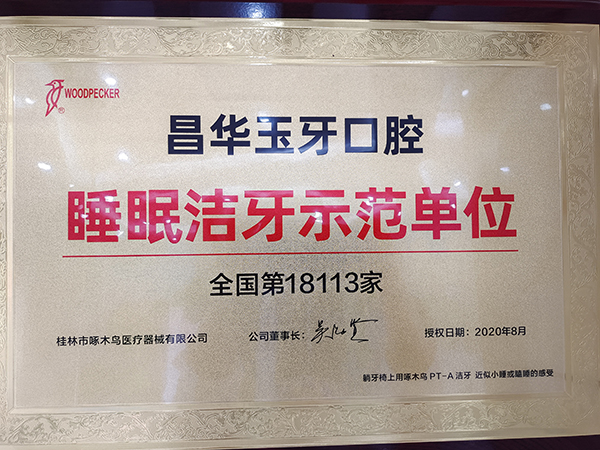 WOODPECKER
®
昌华玉牙口腔
睡眠洁牙示范单位
全国第18113家
桂林市啄木鸟医疗器械有限公司 公司董事长: 授权日期: 2020年8月
躺牙椅上用啄木鸟 PT-A 洁牙 近似小睡或瞌睡的感受